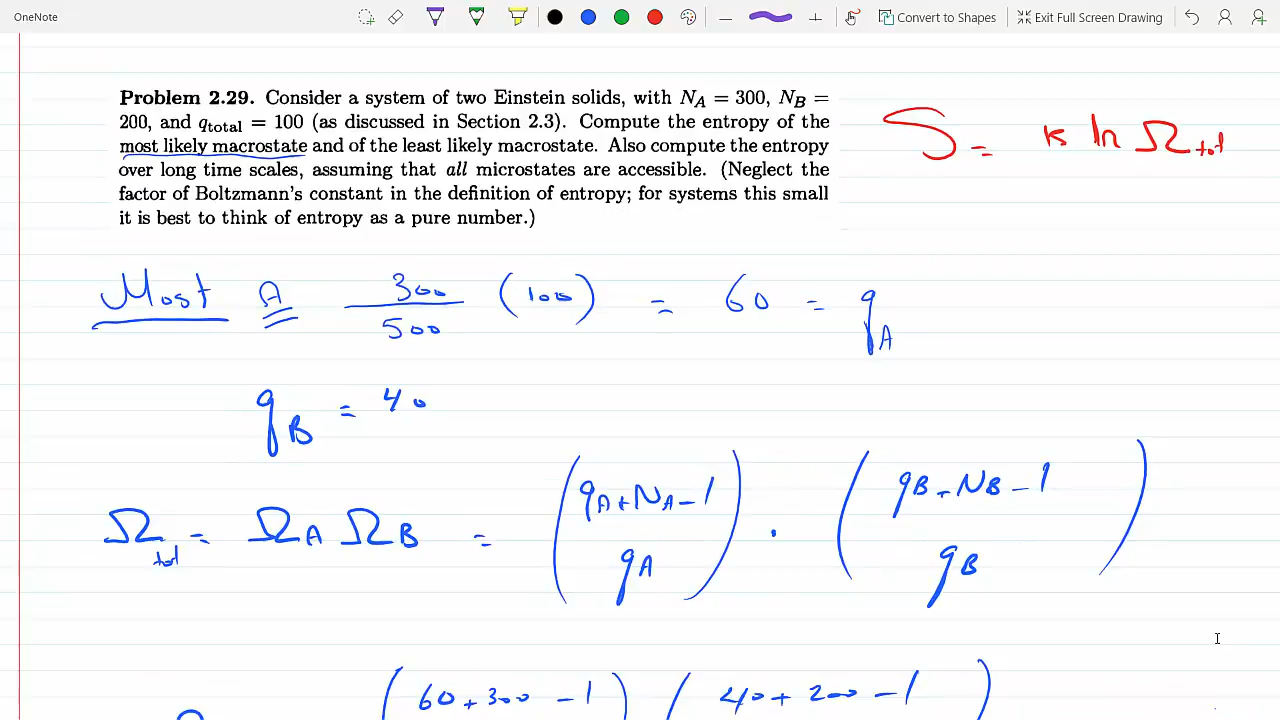 OneNote
Convert to Shapes
Exit Full Screen Drawing
Problem 2.29. Consider a system of two Einstein solids, with N_A = 300, N_B =
200, and q_total = 100 (as discussed in Section 2.3). Compute the entropy of the
most likely macrostate and of the least likely macrostate. Also compute the entropy
over long time scales, assuming that all microstates are accessible. (Neglect the
factor of Boltzmann's constant in the definition of entropy; for systems this small
it is best to think of entropy as a pure number.)
S = k ln Ω_tot
Most A 300/500 (100) = 60 = q_A
q_B = 40
Ω_tot = Ω_A Ω_B = (q_A + N_A - 1 / q_A) · (q_B + N_B - 1 / q_B)
(60 + 300 - 1) (40 + 200 - 1)